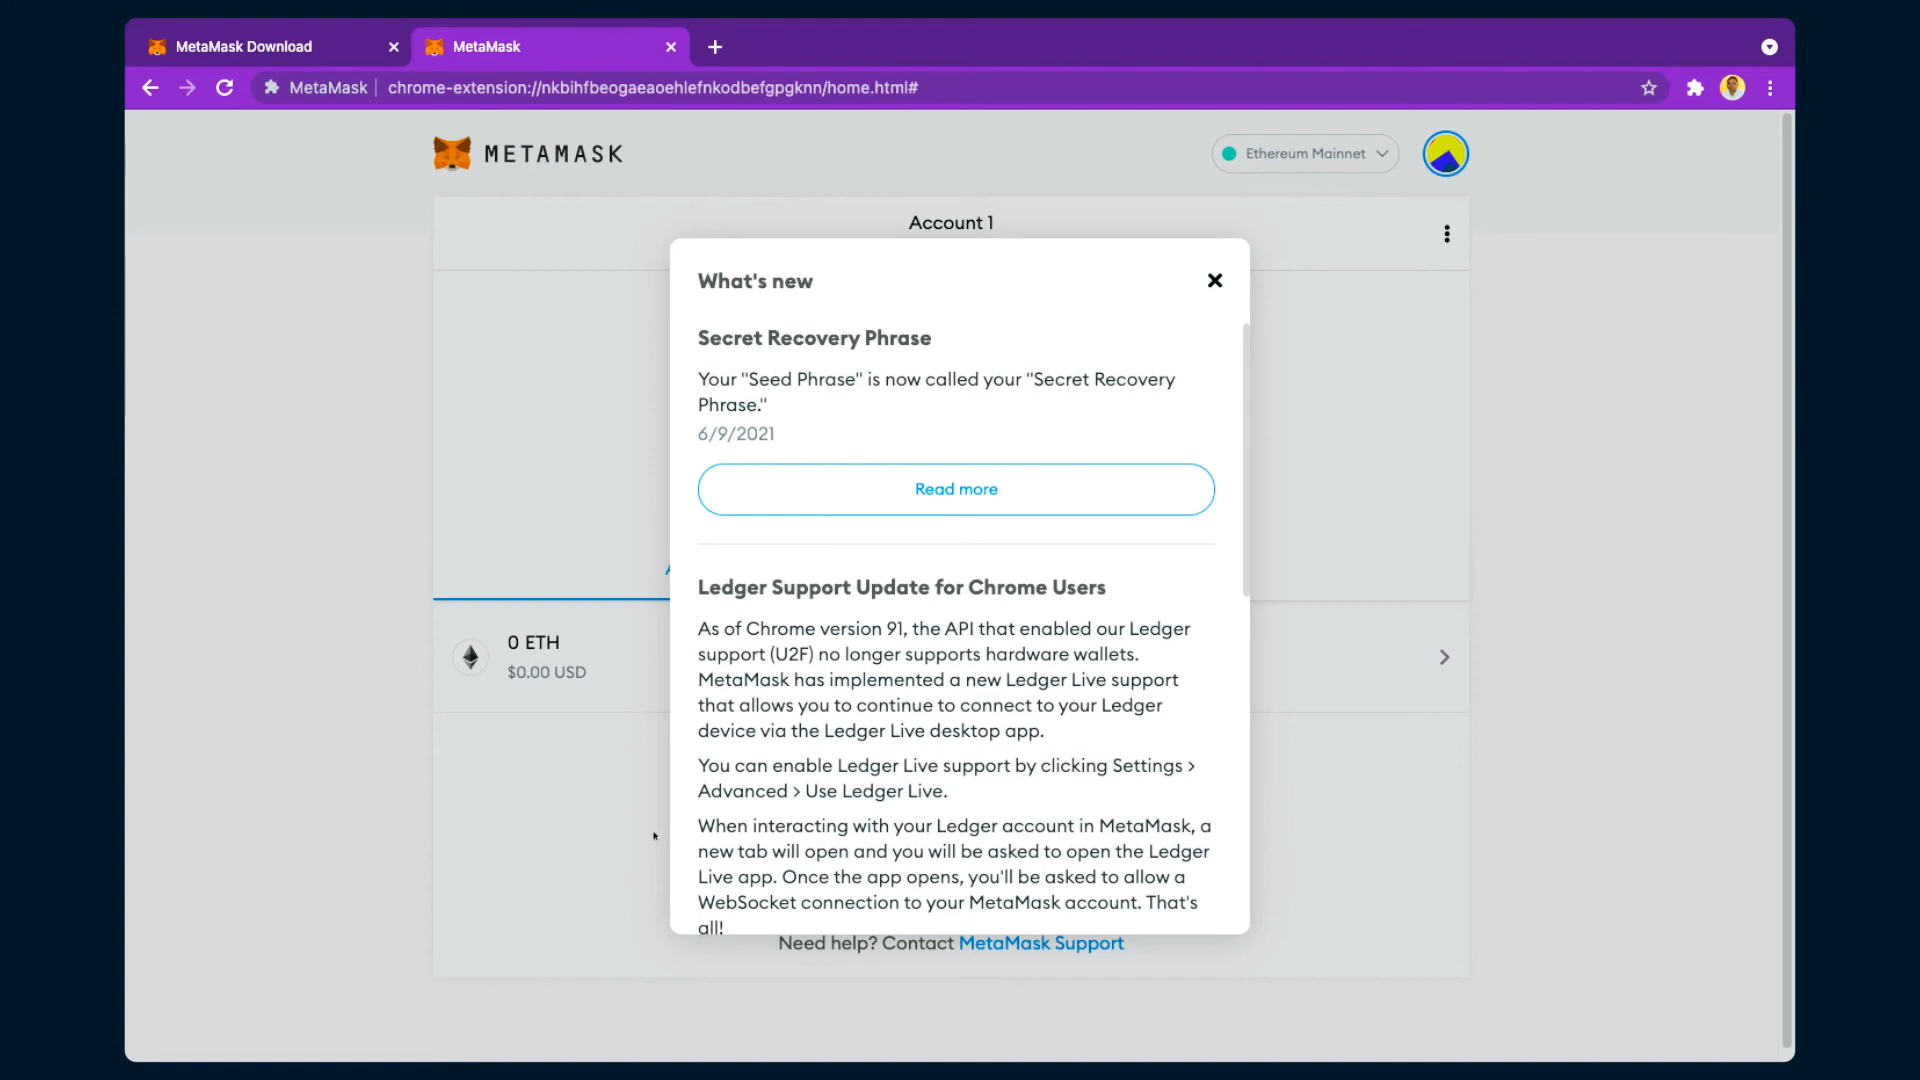 MetaMask Download
MetaMask
MetaMask
chrome-extension://nkbihfbeogaeaoehlefnkodbefgpgknn/home.html#
METAMASK
Ethereum Mainnet
Account 1
What's new
Secret Recovery Phrase
Your "Seed Phrase" is now called your "Secret Recovery
Phrase."
6/9/2021
Read more
Ledger Support Update for Chrome Users
As of Chrome version 91, the API that enabled our Ledger
support (U2F) no longer supports hardware wallets.
MetaMask has implemented a new Ledger Live support
that allows you to continue to connect to your Ledger
device via the Ledger Live desktop app.
You can enable Ledger Live support by clicking Settings >
Advanced > Use Ledger Live.
When interacting with your Ledger account in MetaMask, a
new tab will open and you will be asked to open the Ledger
Live app. Once the app opens, you'll be asked to allow a
WebSocket connection to your MetaMask account. That's
all!
0 ETH
$0.00 USD
Need help? Contact MetaMask Support